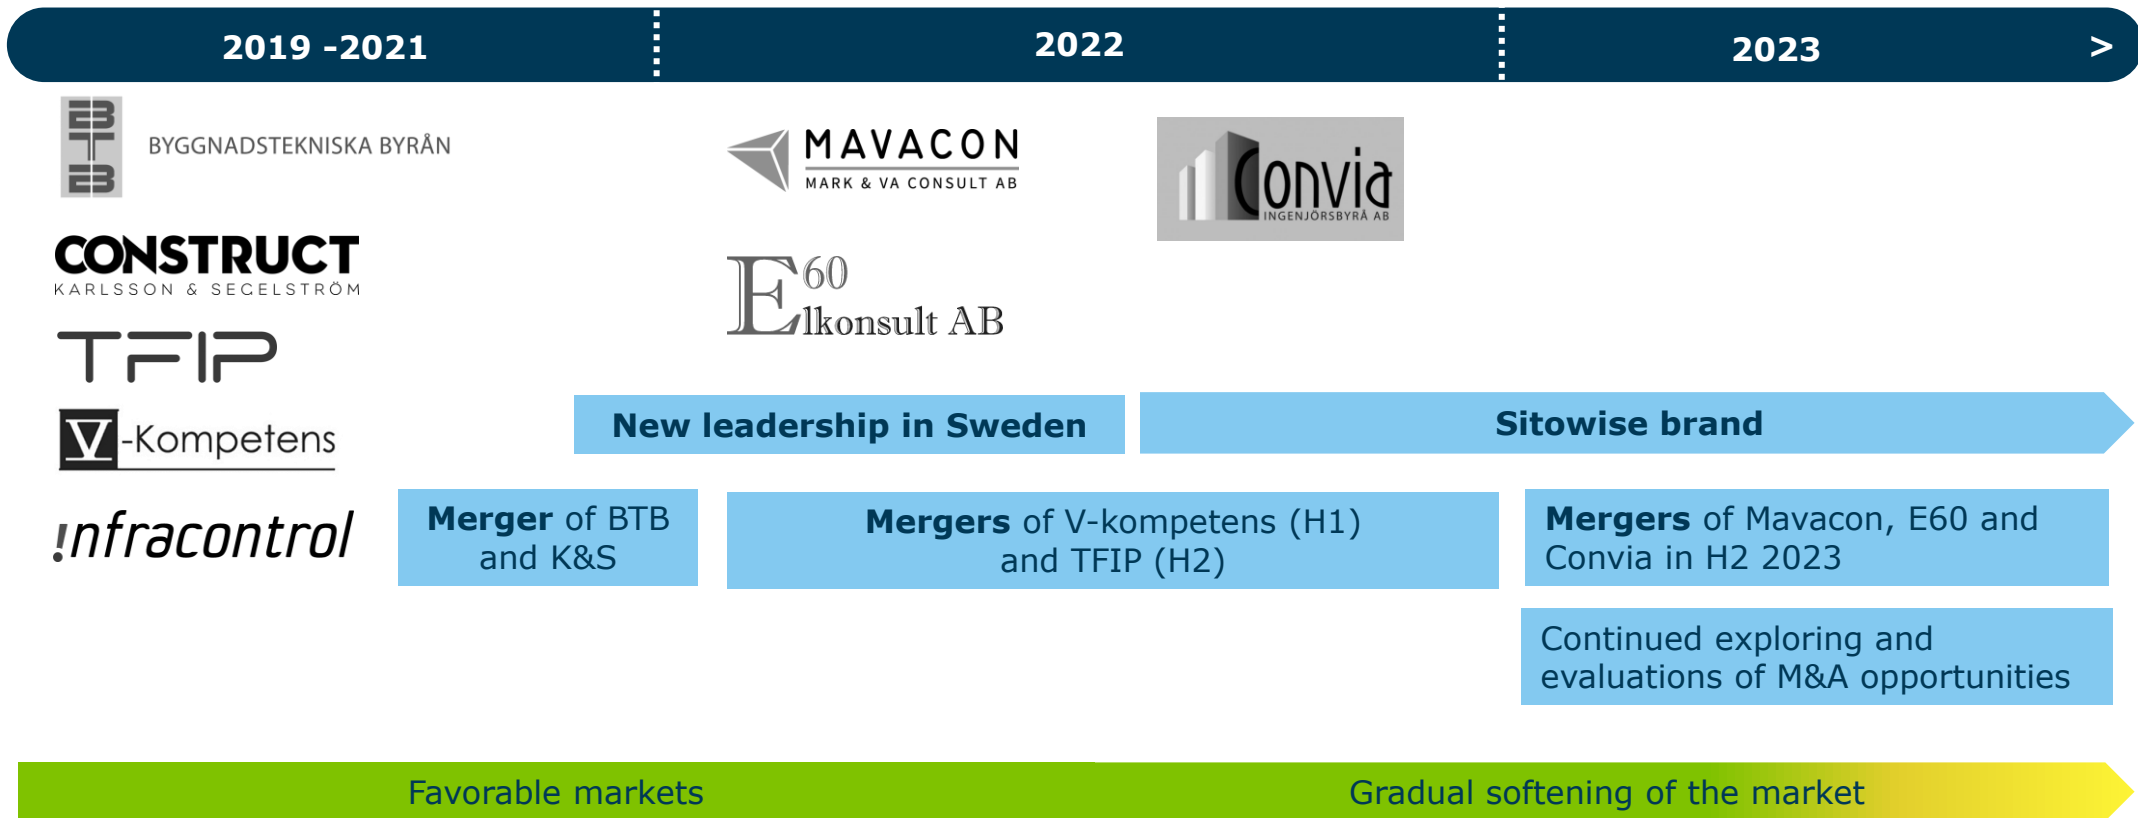 2019 -2021
2022
2023
>
BTB
BYGGNADSTEKNISKA BYRÅN
CONSTRUCT
KARLSSON & SEGELSTRÖM
TFIP
V-Kompetens
infracontrol
MAVACON
MARK & VA CONSULT AB
E60
lkonsult AB
Convia
INGENJÖRSBYRÅ AB
New leadership in Sweden
Sitowise brand
Merger of BTB
and K&S
Mergers of V-kompetens (H1)
and TFIP (H2)
Mergers of Mavacon, E60 and
Convia in H2 2023
Continued exploring and
evaluations of M&A opportunities
Favorable markets
Gradual softening of the market